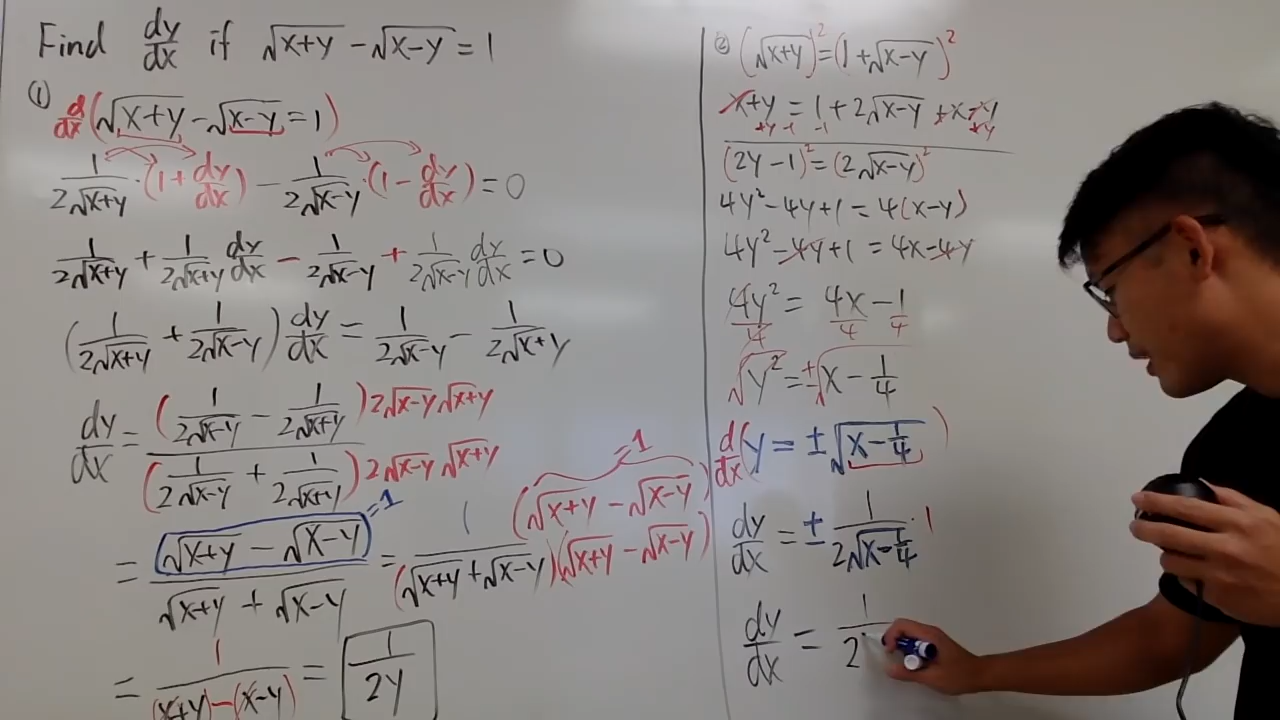 Find dy/dx if √(x+y) - √(x-y) = 1
①
d/dx(√(x+y) - √(x-y) = 1)
1/(2√(x+y)) · (1 + dy/dx) - 1/(2√(x-y)) · (1 - dy/dx) = 0
1/(2√(x+y)) + 1/(2√(x+y)) dy/dx - 1/(2√(x-y)) + 1/(2√(x-y)) dy/dx = 0
(1/(2√(x+y)) + 1/(2√(x-y))) dy/dx = 1/(2√(x-y)) - 1/(2√(x+y))
dy/dx = (1/(2√(x-y)) - 1/(2√(x+y))) 2√(x-y) √(x+y) / (1/(2√(x-y)) + 1/(2√(x+y))) 2√(x-y) √(x+y)
= (√(x+y) - √(x-y)) / (√(x+y) + √(x-y)) = 1 (√(x+y) - √(x-y)) / (√(x+y) + √(x-y))(√(x+y) - √(x-y))
=1
=1
= 1/((x+y)-(x-y)) = 1/(2y)
② (√(x+y))² = (1 + √(x-y))²
x+y = 1 + 2√(x-y) + x - y
+y -1 -1 +y
(2y - 1)² = (2√(x-y))²
4y² - 4y + 1 = 4(x-y)
4y² - 4y + 1 = 4x - 4y
4y²/4 = 4x/4 - 1/4
√y² = ±√(x - 1/4)
d/dx(y = ±√(x - 1/4))
dy/dx = ± 1/(2√(x - 1/4)) · 1
dy/dx = 1/2